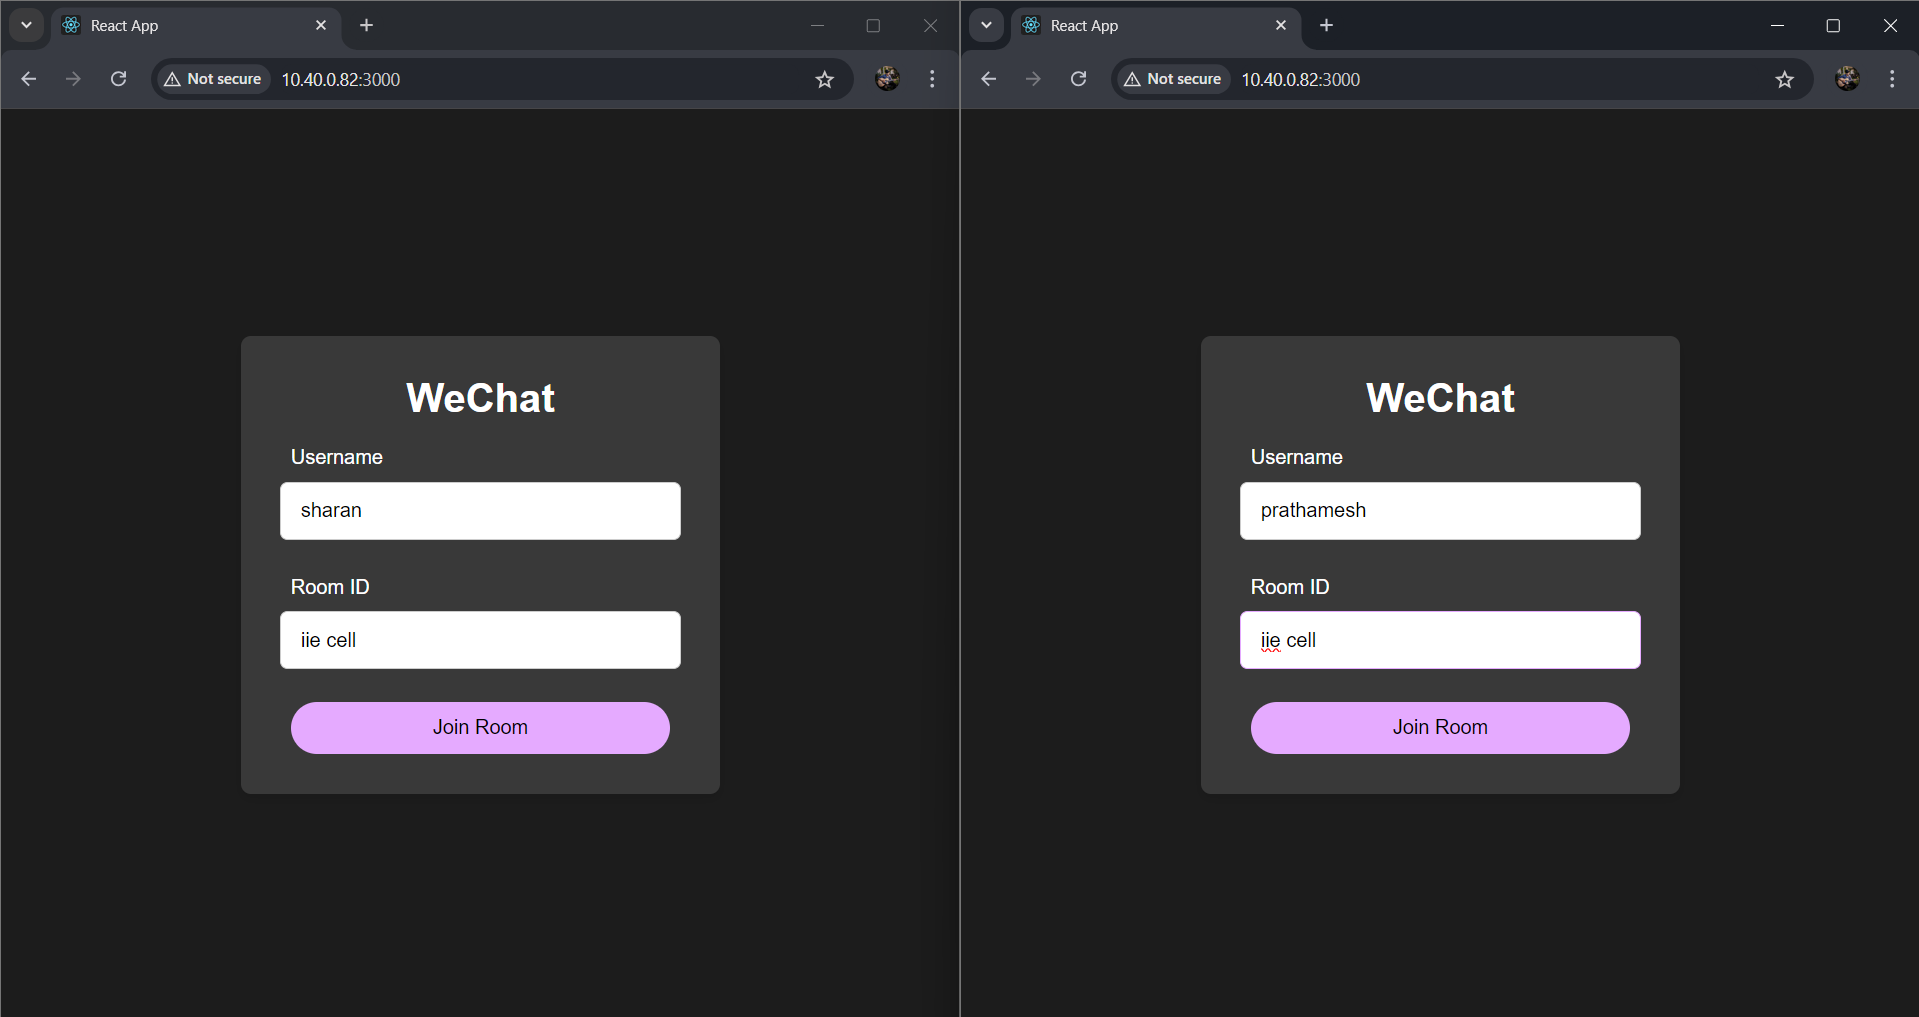 React App
Not secure
10.40.0.82:3000
WeChat
Username
sharan
Room ID
iie cell
Join Room
React App
Not secure
10.40.0.82:3000
WeChat
Username
prathamesh
Room ID
iie cell
Join Room